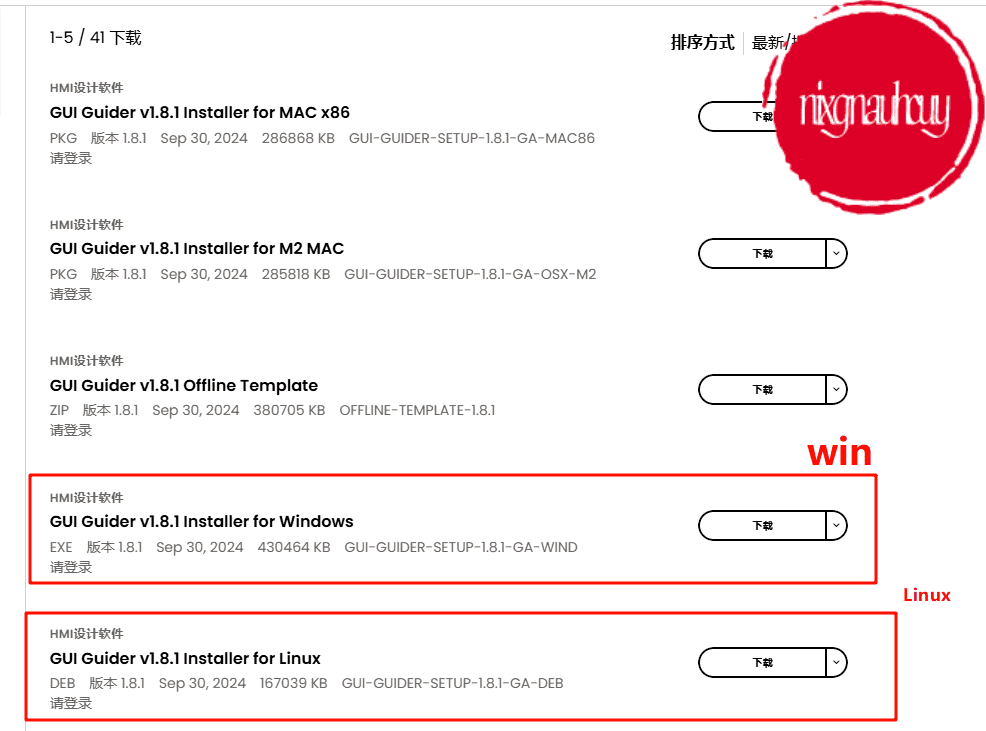 1-5 / 41 下载
排序方式 最新/
HMI设计软件
GUI Guider v1.8.1 Installer for MAC x86
下载
PKG 版本 1.8.1 Sep 30, 2024 286868 KB GUI-GUIDER-SETUP-1.8.1-GA-MAC86
请登录
nixgnauhcuy
HMI设计软件
GUI Guider v1.8.1 Installer for M2 MAC
下载
PKG 版本 1.8.1 Sep 30, 2024 285818 KB GUI-GUIDER-SETUP-1.8.1-GA-OSX-M2
请登录
HMI设计软件
GUI Guider v1.8.1 Offline Template
下载
ZIP 版本 1.8.1 Sep 30, 2024 380705 KB OFFLINE-TEMPLATE-1.8.1
请登录
win
HMI设计软件
GUI Guider v1.8.1 Installer for Windows
下载
EXE 版本 1.8.1 Sep 30, 2024 430464 KB GUI-GUIDER-SETUP-1.8.1-GA-WIND
请登录
Linux
HMI设计软件
GUI Guider v1.8.1 Installer for Linux
下载
DEB 版本 1.8.1 Sep 30, 2024 167039 KB GUI-GUIDER-SETUP-1.8.1-GA-DEB
请登录